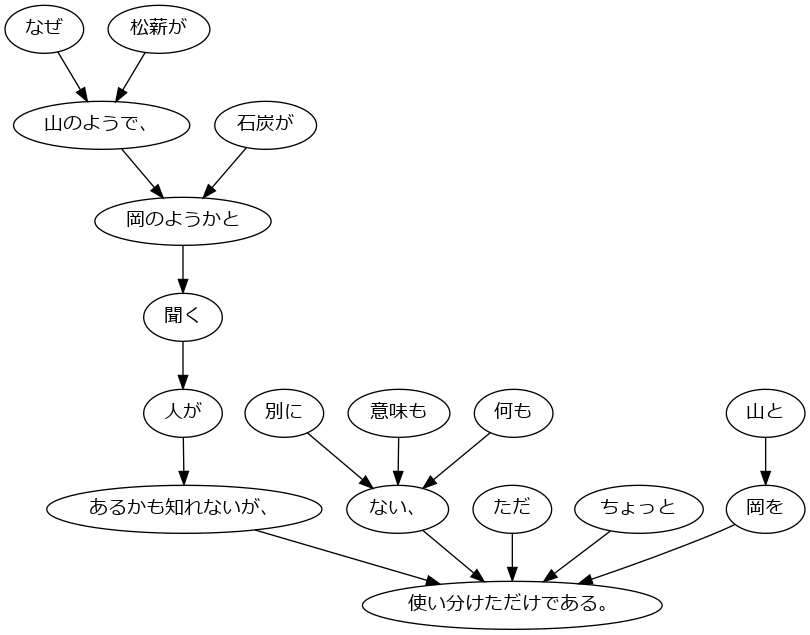 なぜ 松薪が
山のようで、 石炭が
岡のようかと
聞く
人が 別に 意味も 何も 山と
あるかも知れないが、 ない、 ただ ちょっと 岡を
使い分けただけである。